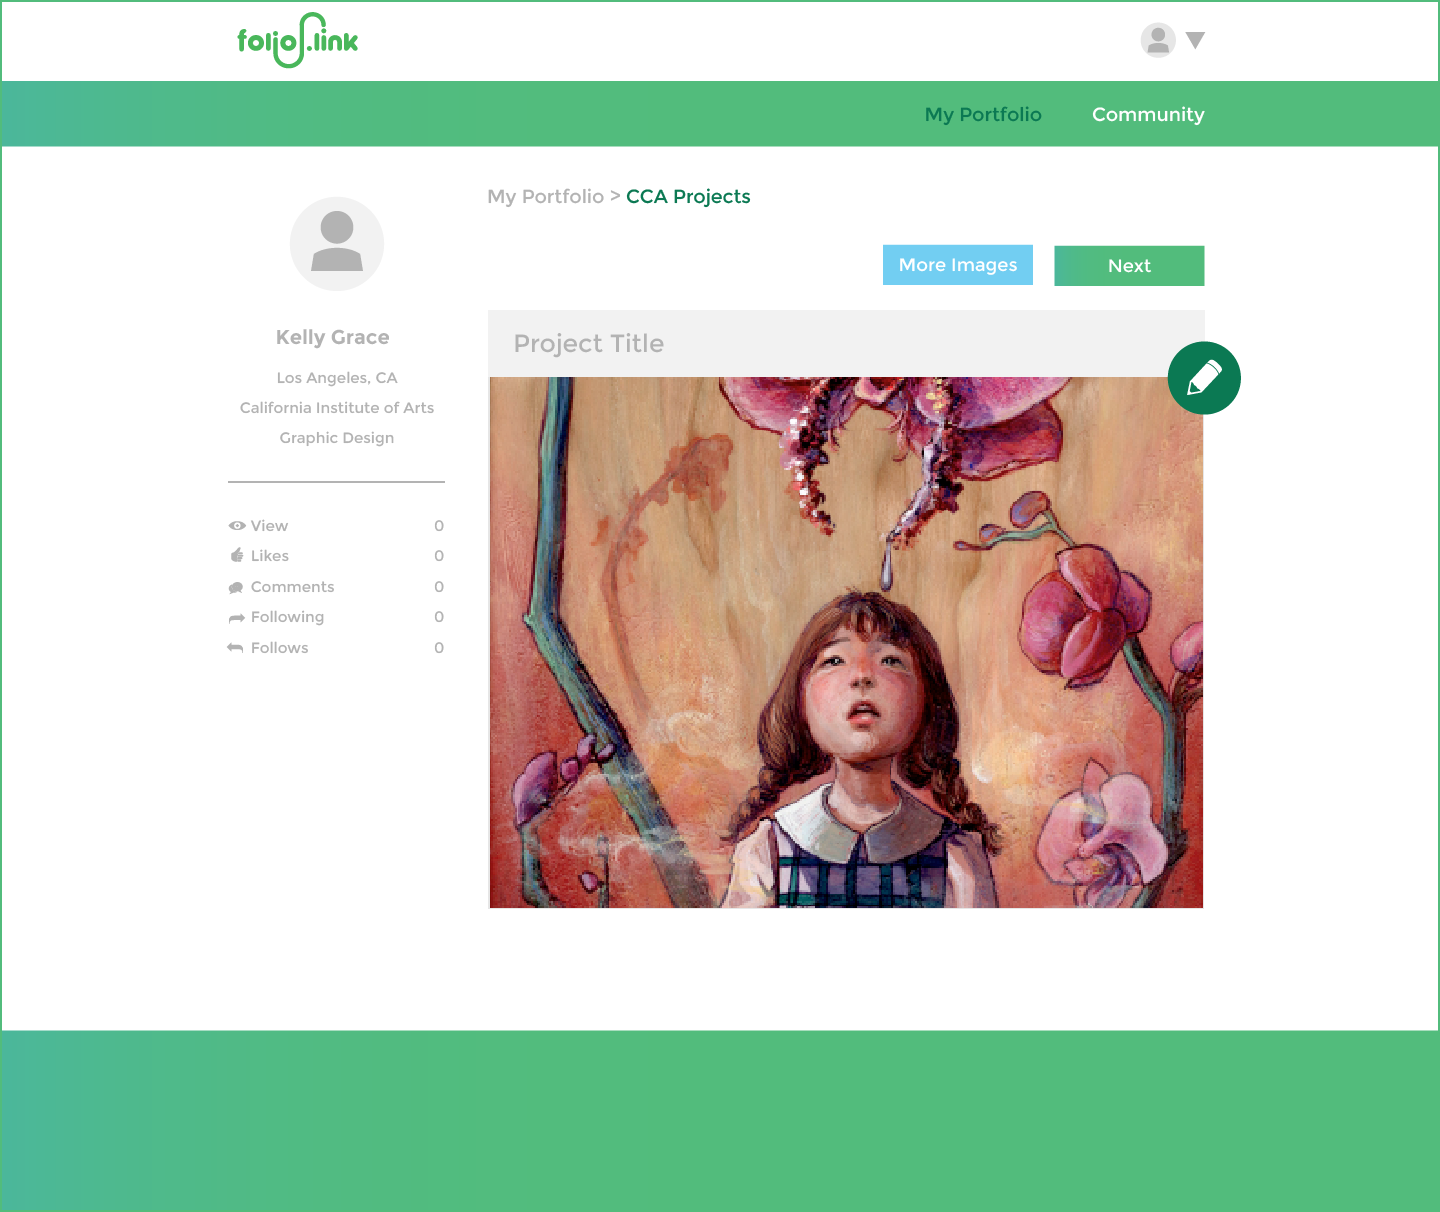 folio.link
My Portfolio Community
My Portfolio > CCA Projects
More Images Next
Project Title
Kelly Grace
Los Angeles, CA
California Institute of Arts
Graphic Design
View 0
Likes 0
Comments 0
Following 0
Follows 0